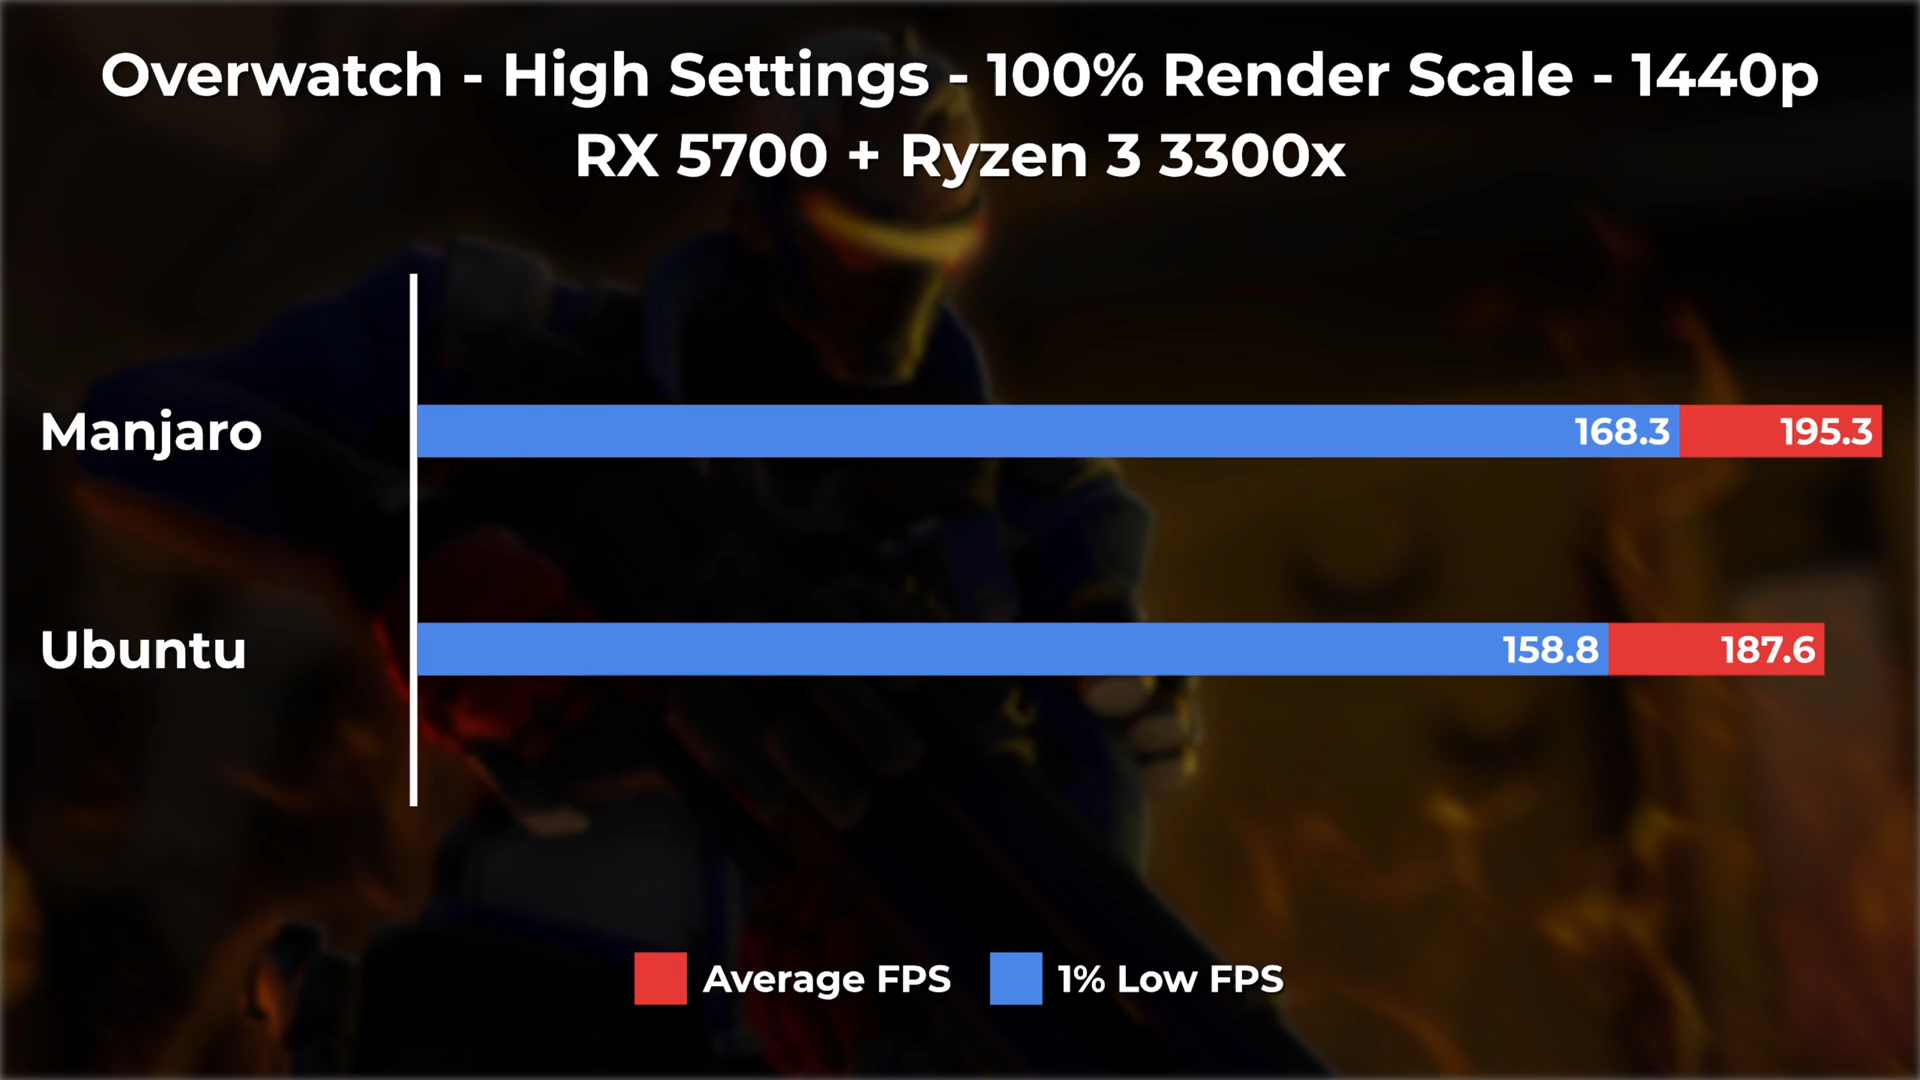 Overwatch - High Settings - 100% Render Scale - 1440p
RX 5700 + Ryzen 3 3300x
Manjaro 168.3 195.3
Ubuntu 158.8 187.6
Average FPS 1% Low FPS